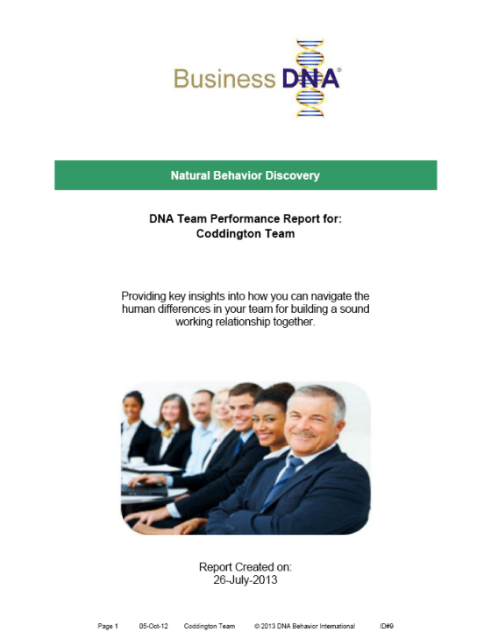 Business DNA®
Natural Behavior Discovery
DNA Team Performance Report for:
Coddington Team
Providing key insights into how you can navigate the
human differences in your team for building a sound
working relationship together.
Report Created on:
26-July-2013
Page 1 05-Oct-12 Coddington Team © 2013 DNA Behavior International ID#9